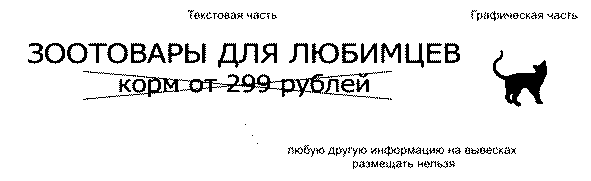 Текстовая часть
Графическая часть
ЗООТОВАРЫ ДЛЯ ЛЮБИМЦЕВ
корм от 299 рублей
любую другую информацию на вывесках
размещать нельзя